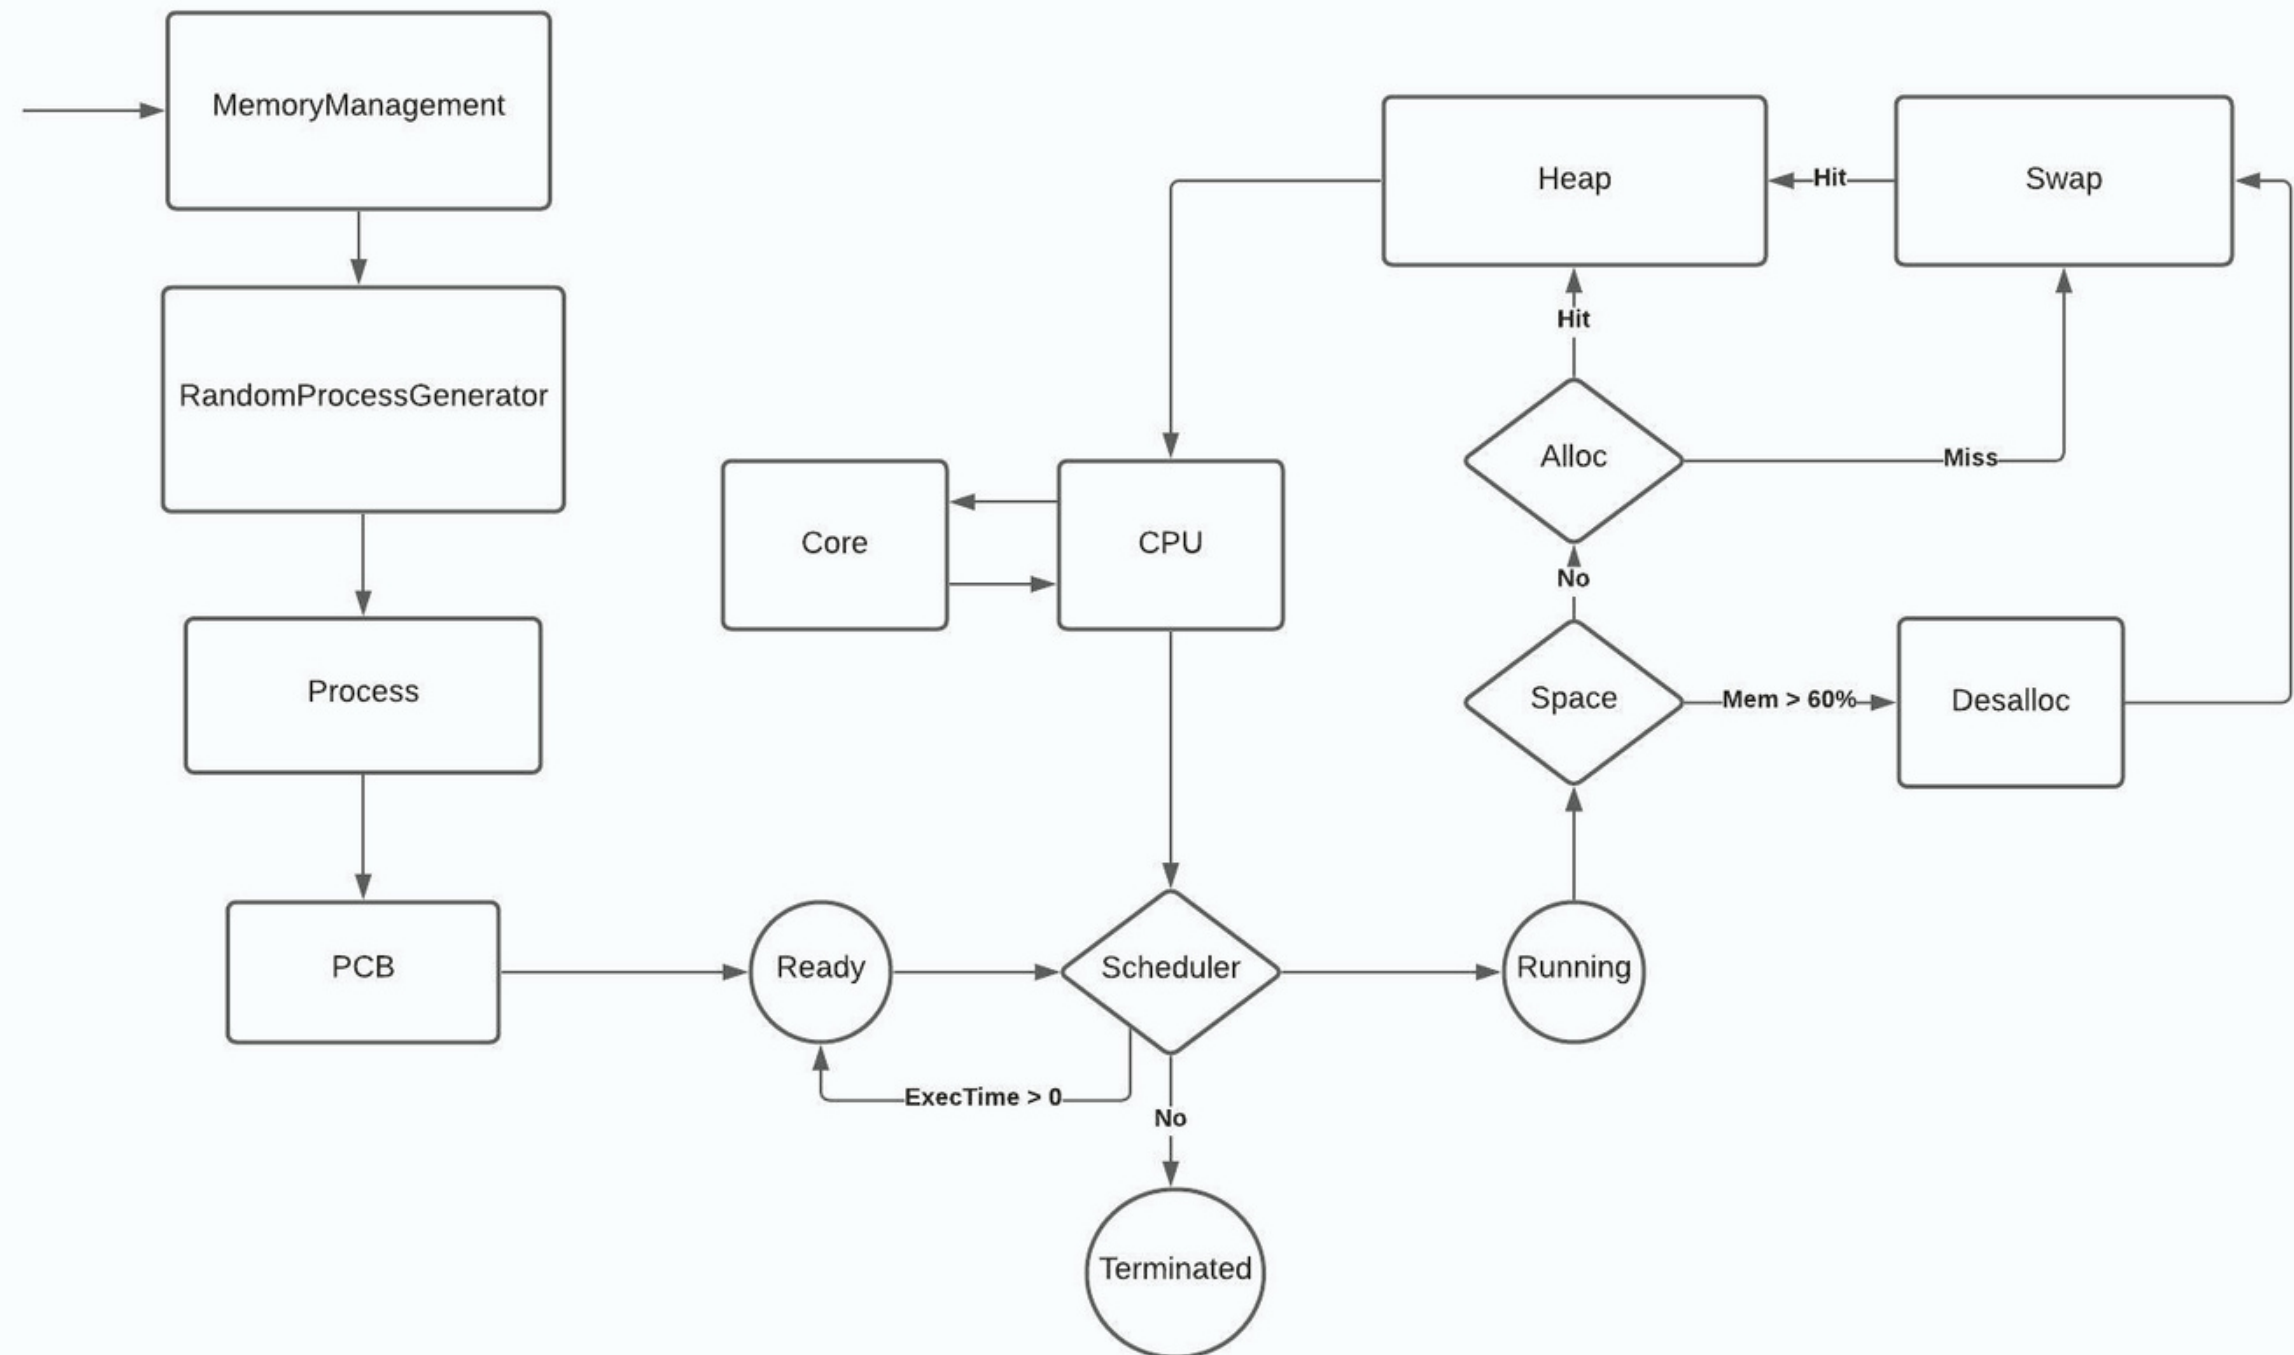 MemoryManagement
Heap
Hit
Swap
Hit
RandomProcessGenerator
Alloc
Miss
Core
CPU
No
Process
Space
Mem > 60%
Desalloc
PCB
Ready
Scheduler
Running
ExecTime > 0
No
Terminated